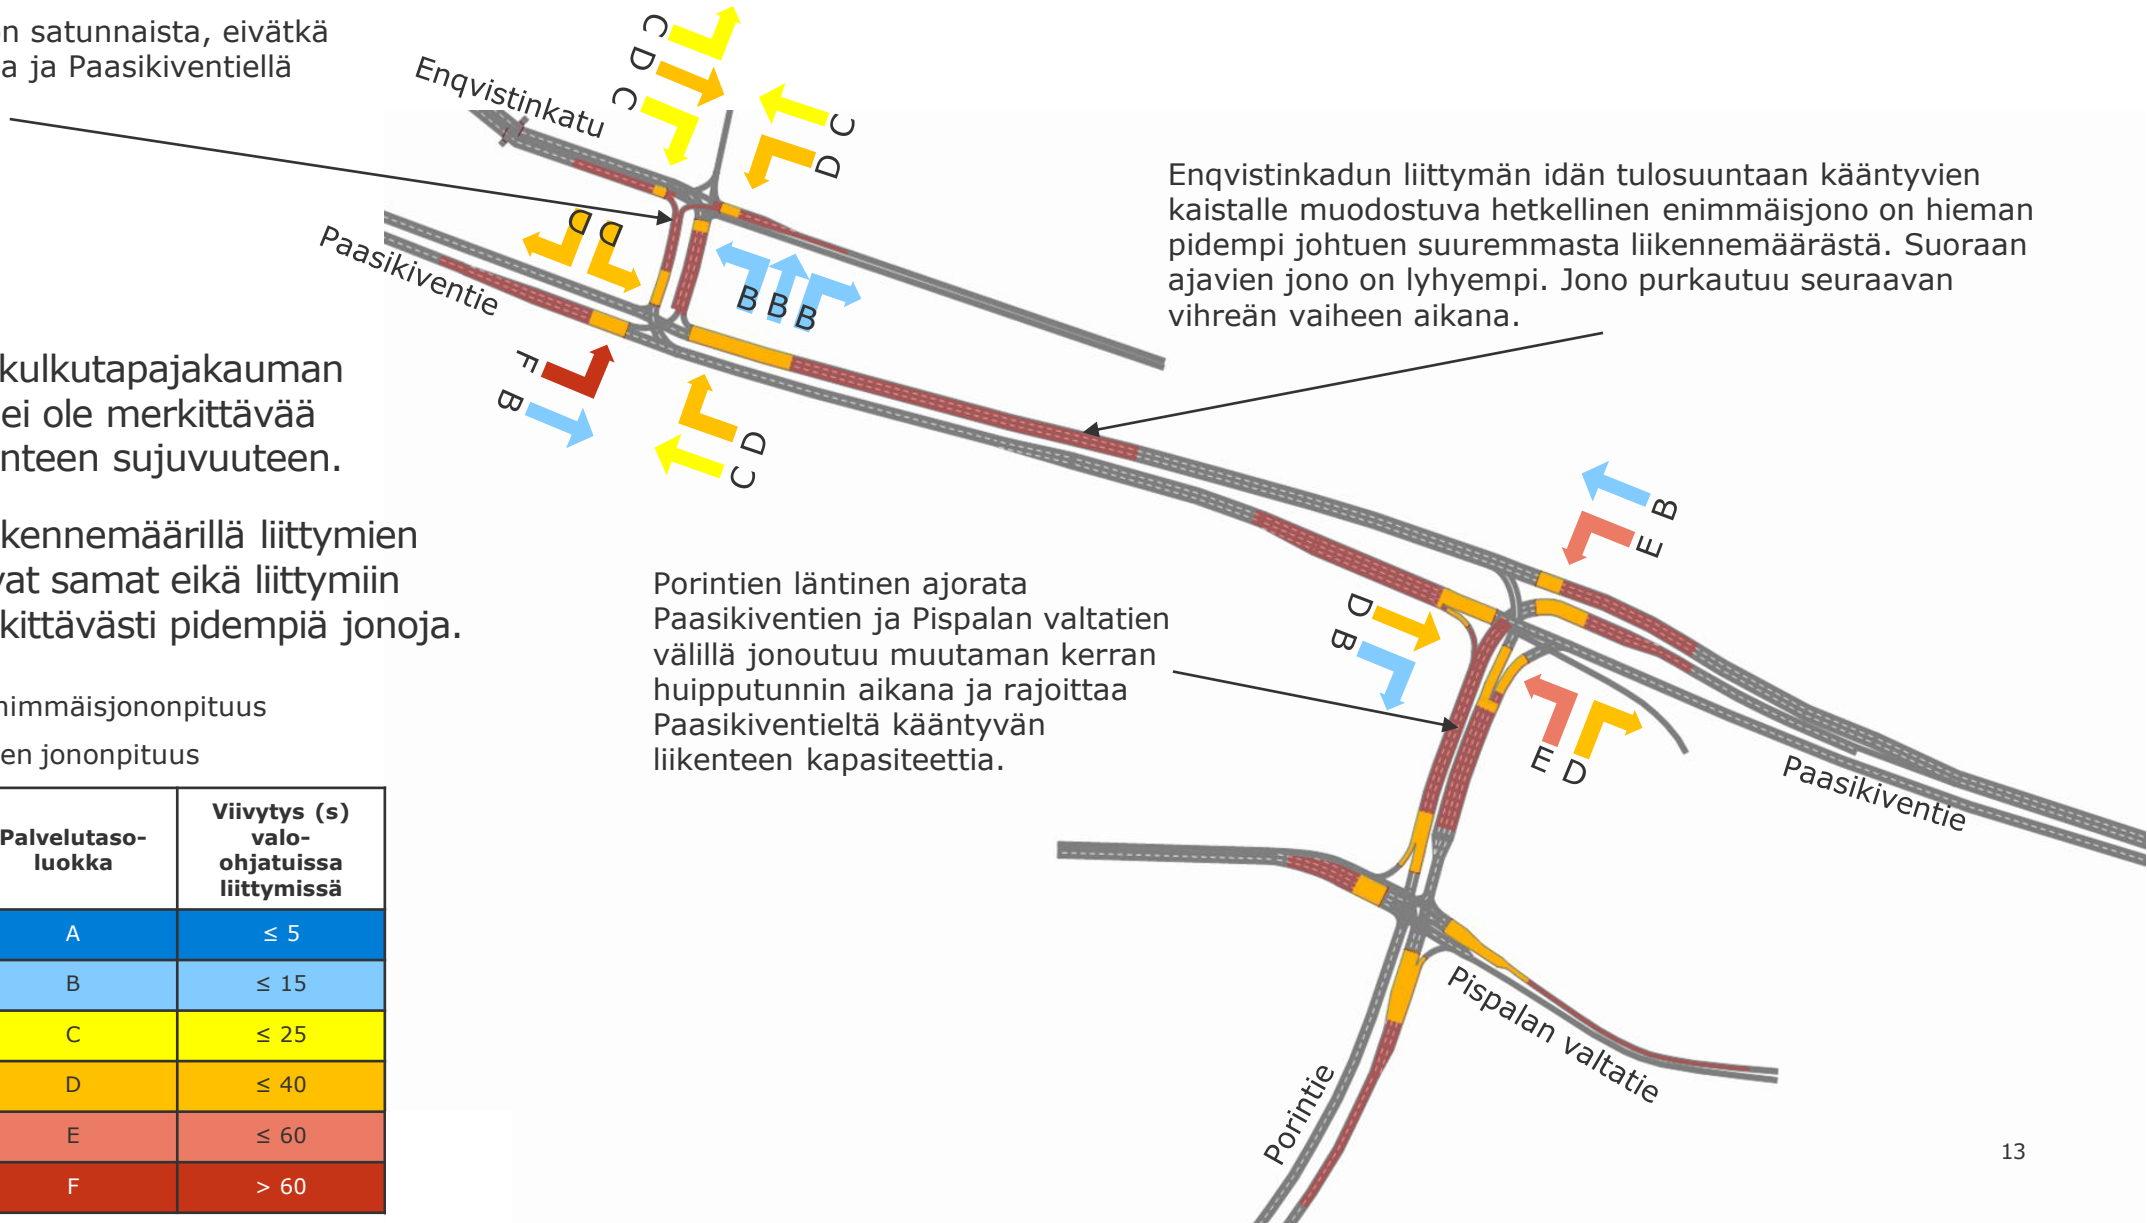 n satunnaista, eivätkä
a ja Paasikiventiellä
kulkutapajakauman
ei ole merkittävää
nteen sujuvuuteen.
kennemäärillä liittymien
vat samat eikä liittymiin
kittävästi pidempiä jonoja.
nimmäisjononpituus
en jononpituus
Palvelutaso-
luokka
Viivytys (s)
valo-
ohjatuissa
liittymissä
A ≤ 5
B ≤ 15
C ≤ 25
D ≤ 40
E ≤ 60
F > 60
Enqvistinkatu
C
D
C
C
D
Paasikiventie
D
D
B
B
B
F
B
D
C
Enqvistinkadun liittymän idän tulosuuntaan kääntyvien
kaistalle muodostuva hetkellinen enimmäisjono on hieman
pidempi johtuen suuremmasta liikennemäärästä. Suoraan
ajavien jono on lyhyempi. Jono purkautuu seuraavan
vihreän vaiheen aikana.
B
E
Porintien läntinen ajorata
Paasikiventien ja Pispalan valtatien
välillä jonoutuu muutaman kerran
huipputunnin aikana ja rajoittaa
Paasikiventieltä kääntyvän
liikenteen kapasiteettia.
D
B
E
D
Paasikiventie
Pispalan valtatie
Porintie
13